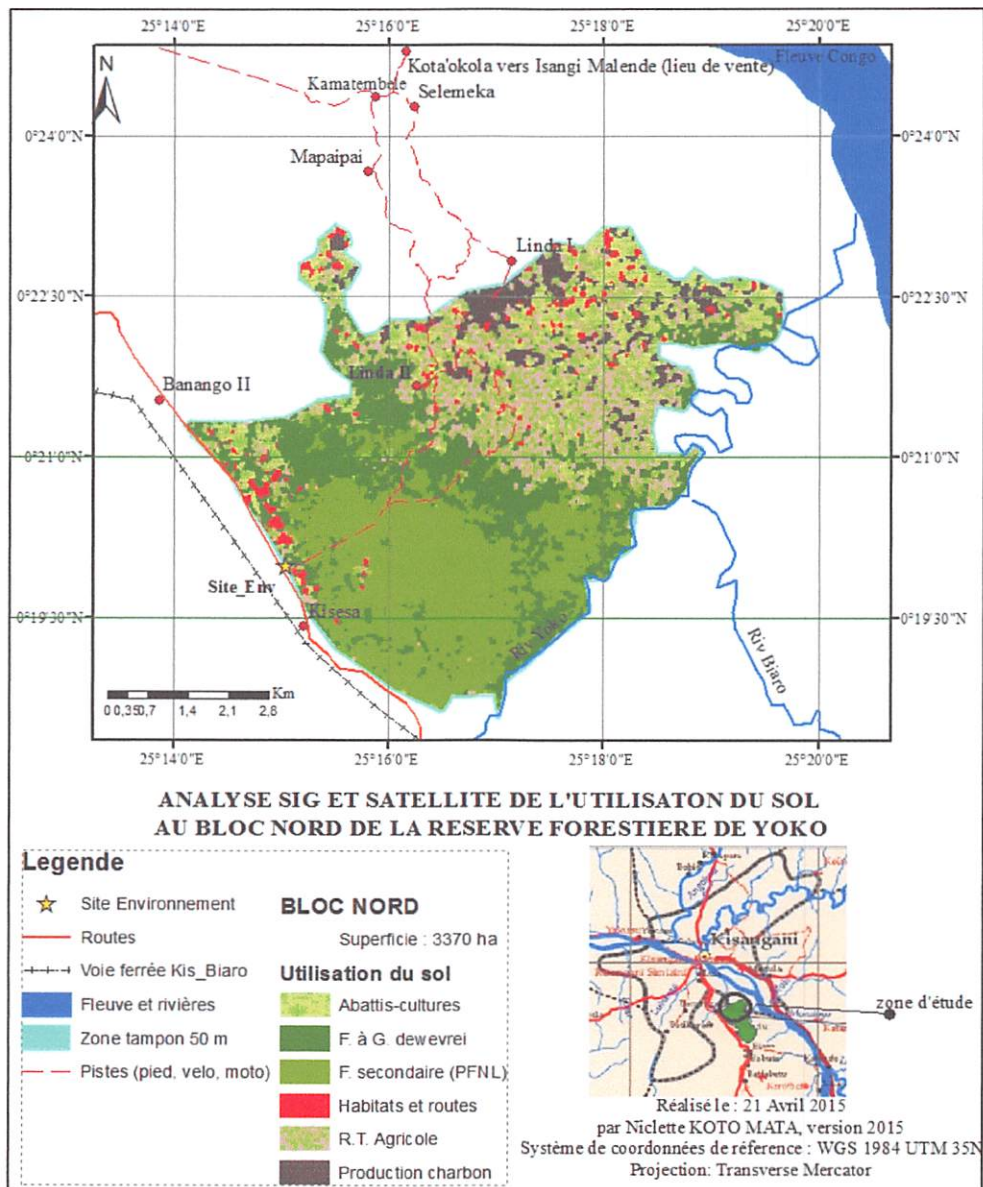 25°14'0"E 25°16'0"E 25°18'0"E 25°20'0"E
N
Fleuve Congo
Kota'okola vers Isangi Malende (lieu de vente)
Kamatembele
Selemeka
0°24'0"N 0°24'0"N
Mapaipai
Linda I
0°22'30"N 0°22'30"N
Linda II
Banango II
0°21'0"N 0°21'0"N
Site_Env
Kisesa
0°19'30"N 0°19'30"N
Riv Yoko
Riv Biaro
Km
0 0,35 0,7 1,4 2,1 2,8
25°14'0"E 25°16'0"E 25°18'0"E 25°20'0"E
ANALYSE SIG ET SATELLITE DE L'UTILISATON DU SOL
AU BLOC NORD DE LA RESERVE FORESTIERE DE YOKO
Legende
Site Environnement
Routes
Voie ferrée Kis_Biaro
Fleuve et rivières
Zone tampon 50 m
Pistes (pied, velo, moto)
BLOC NORD
Superficie : 3370 ha
Utilisation du sol
Abattis-cultures
F. à G. dewevrei
F. secondaire (PFNL)
Habitats et routes
R.T. Agricole
Production charbon
Kisangani
zone d'étude
Réalisé le : 21 Avril 2015
par Niclette KOTO MATA, version 2015
Système de coordonnées de réference : WGS 1984 UTM 35N
Projection: Transverse Mercator